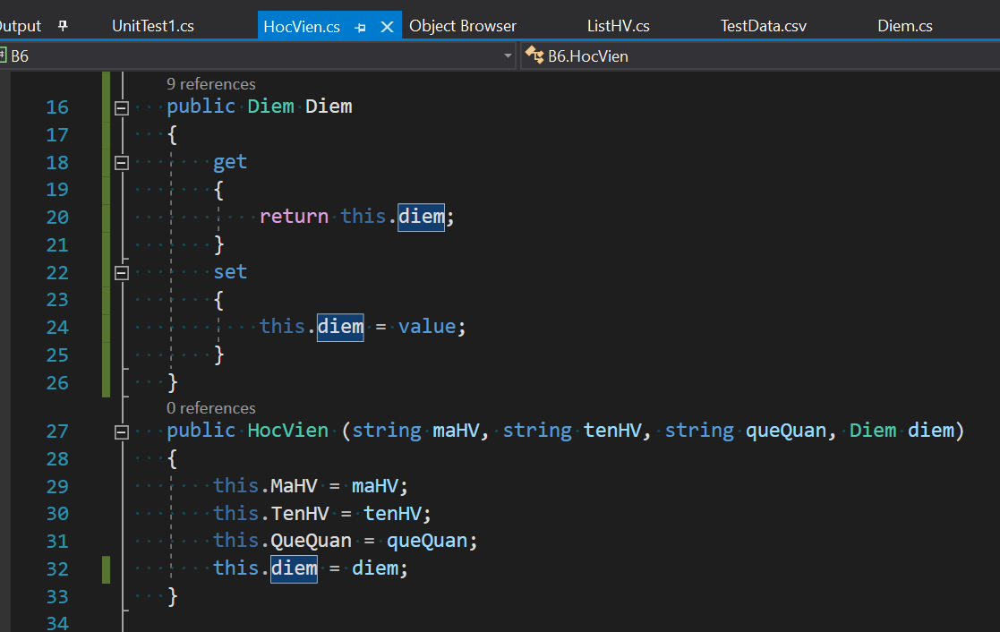 UnitTest1.cs HocVien.cs Object Browser ListHV.cs TestData.csv Diem.cs
B6 B6.HocVien
9 references
16 public Diem Diem
17 {
18 get
19 {
20 return this.diem;
21 }
22 set
23 {
24 this.diem = value;
25 }
26 }
0 references
27 public HocVien (string maHV, string tenHV, string queQuan, Diem diem)
28 {
29 this.MaHV = maHV;
30 this.TenHV = tenHV;
31 this.QueQuan = queQuan;
32 this.diem = diem;
33 }
34